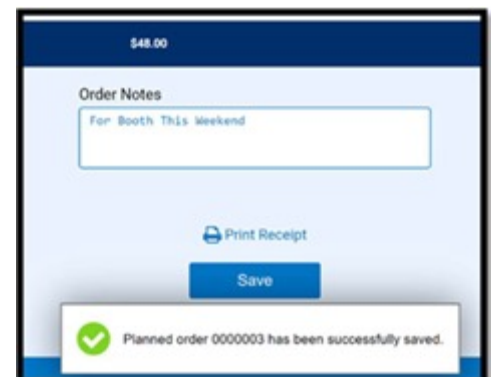 $48.00
Order Notes
For Booth This Weekend
Print Receipt
Save
Planned order 0000003 has been successfully saved.